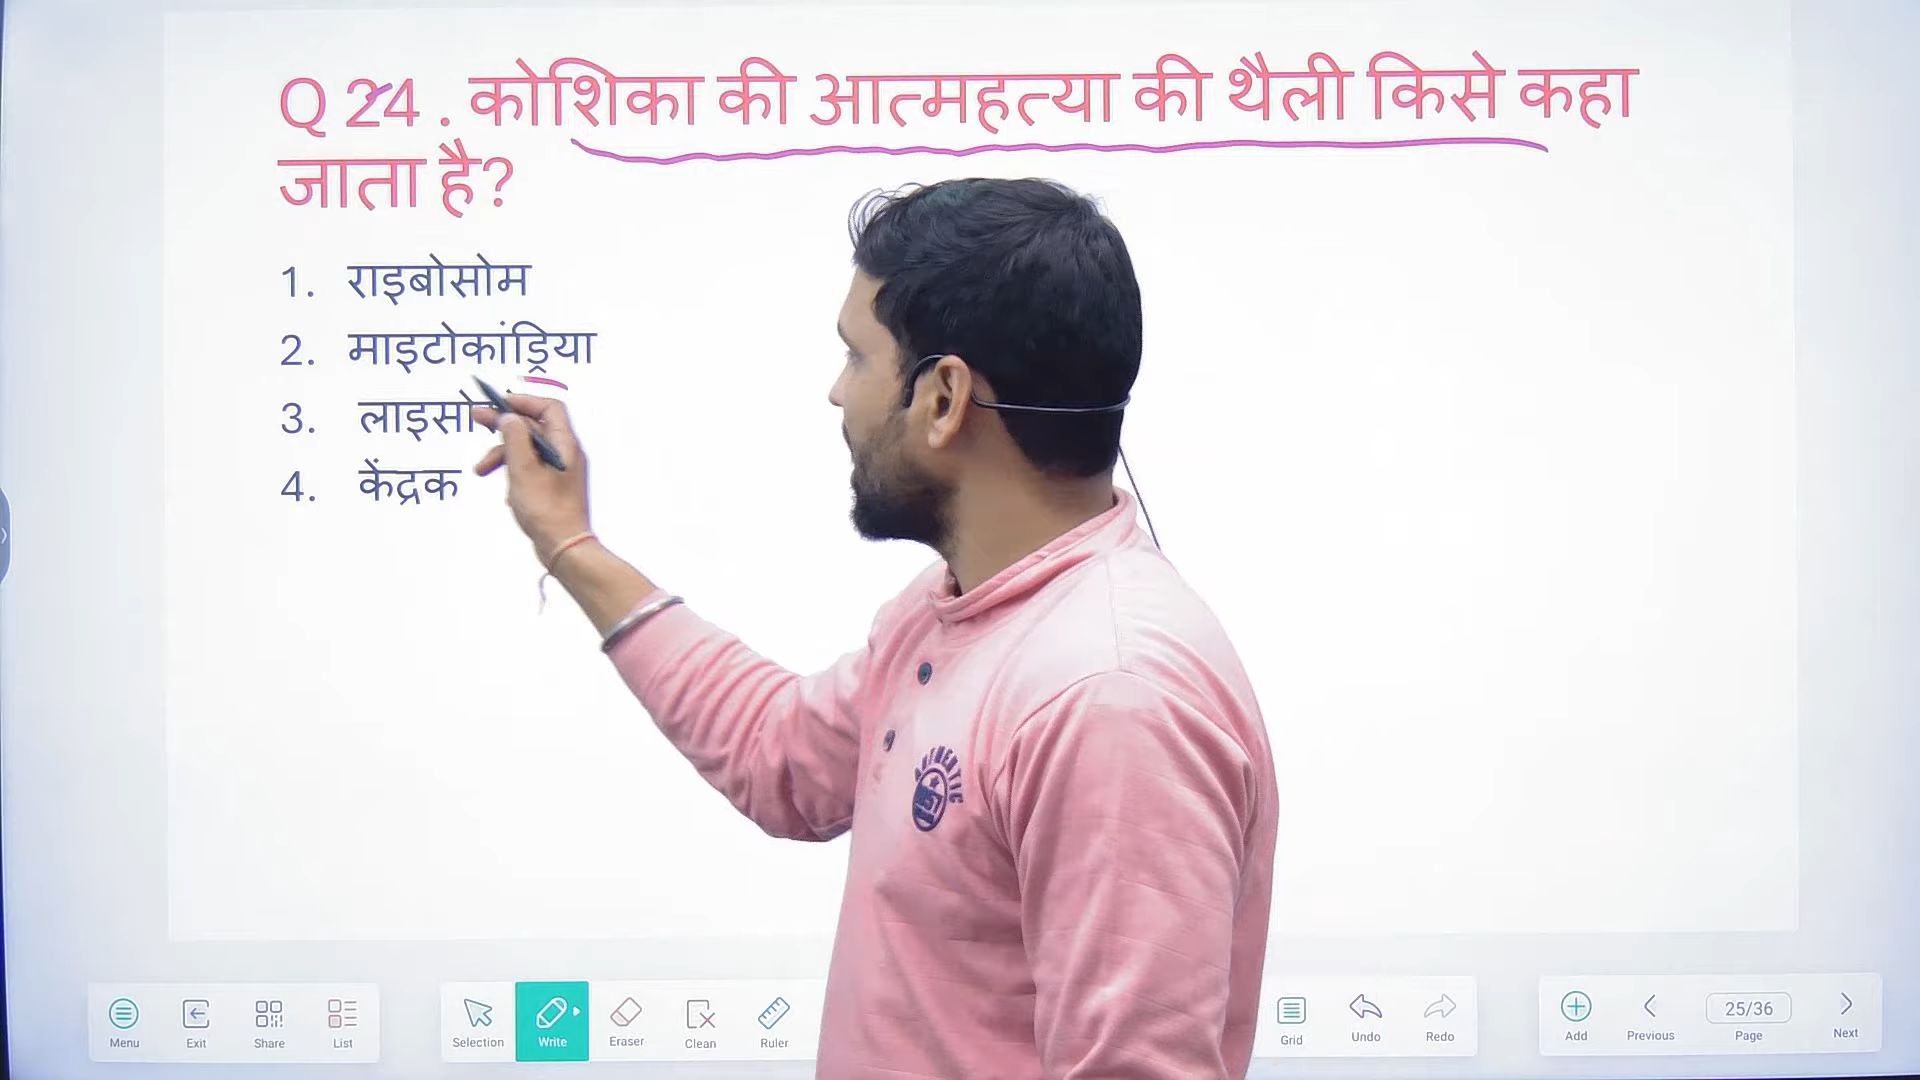 Q 24 . कोशिका की आत्महत्या की थैली किसे कहा
जाता है?
1. राइबोसोम
2. माइटोकांड्रिया
3.
4. केंद्रक
AUTHENTIC
Menu Exit Share List Selection Write Eraser Clean Ruler Grid Undo Redo Add Previous 25/36 Page Next